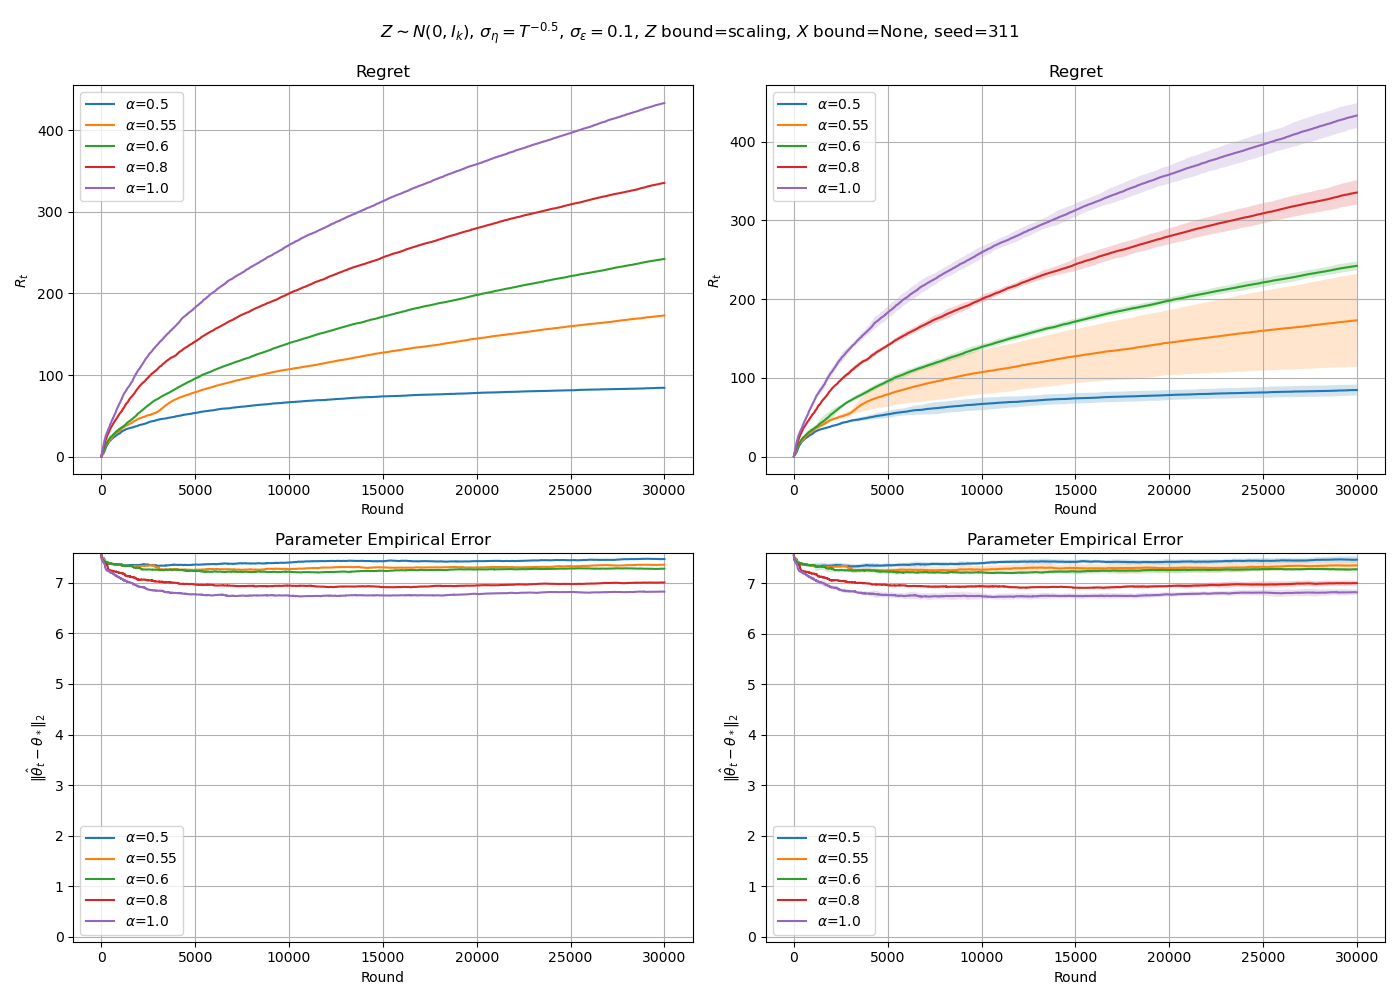 Z ~ N(0, I_k), σ_η = T^{−0.5}, σ_ε = 0.1, Z bound=scaling, X bound=None, seed=311
Regret
α=0.5
α=0.55
α=0.6
α=0.8
α=1.0
400
300
200
100
0
R_t
0 5000 10000 15000 20000 25000 30000
Round
Regret
α=0.5
α=0.55
α=0.6
α=0.8
α=1.0
400
300
200
100
0
R_t
0 5000 10000 15000 20000 25000 30000
Round
Parameter Empirical Error
7
6
5
4
3
2
1
0
‖θ̂_t − θ_*‖_2
α=0.5
α=0.55
α=0.6
α=0.8
α=1.0
0 5000 10000 15000 20000 25000 30000
Round
Parameter Empirical Error
7
6
5
4
3
2
1
0
‖θ̂_t − θ_*‖_2
α=0.5
α=0.55
α=0.6
α=0.8
α=1.0
0 5000 10000 15000 20000 25000 30000
Round